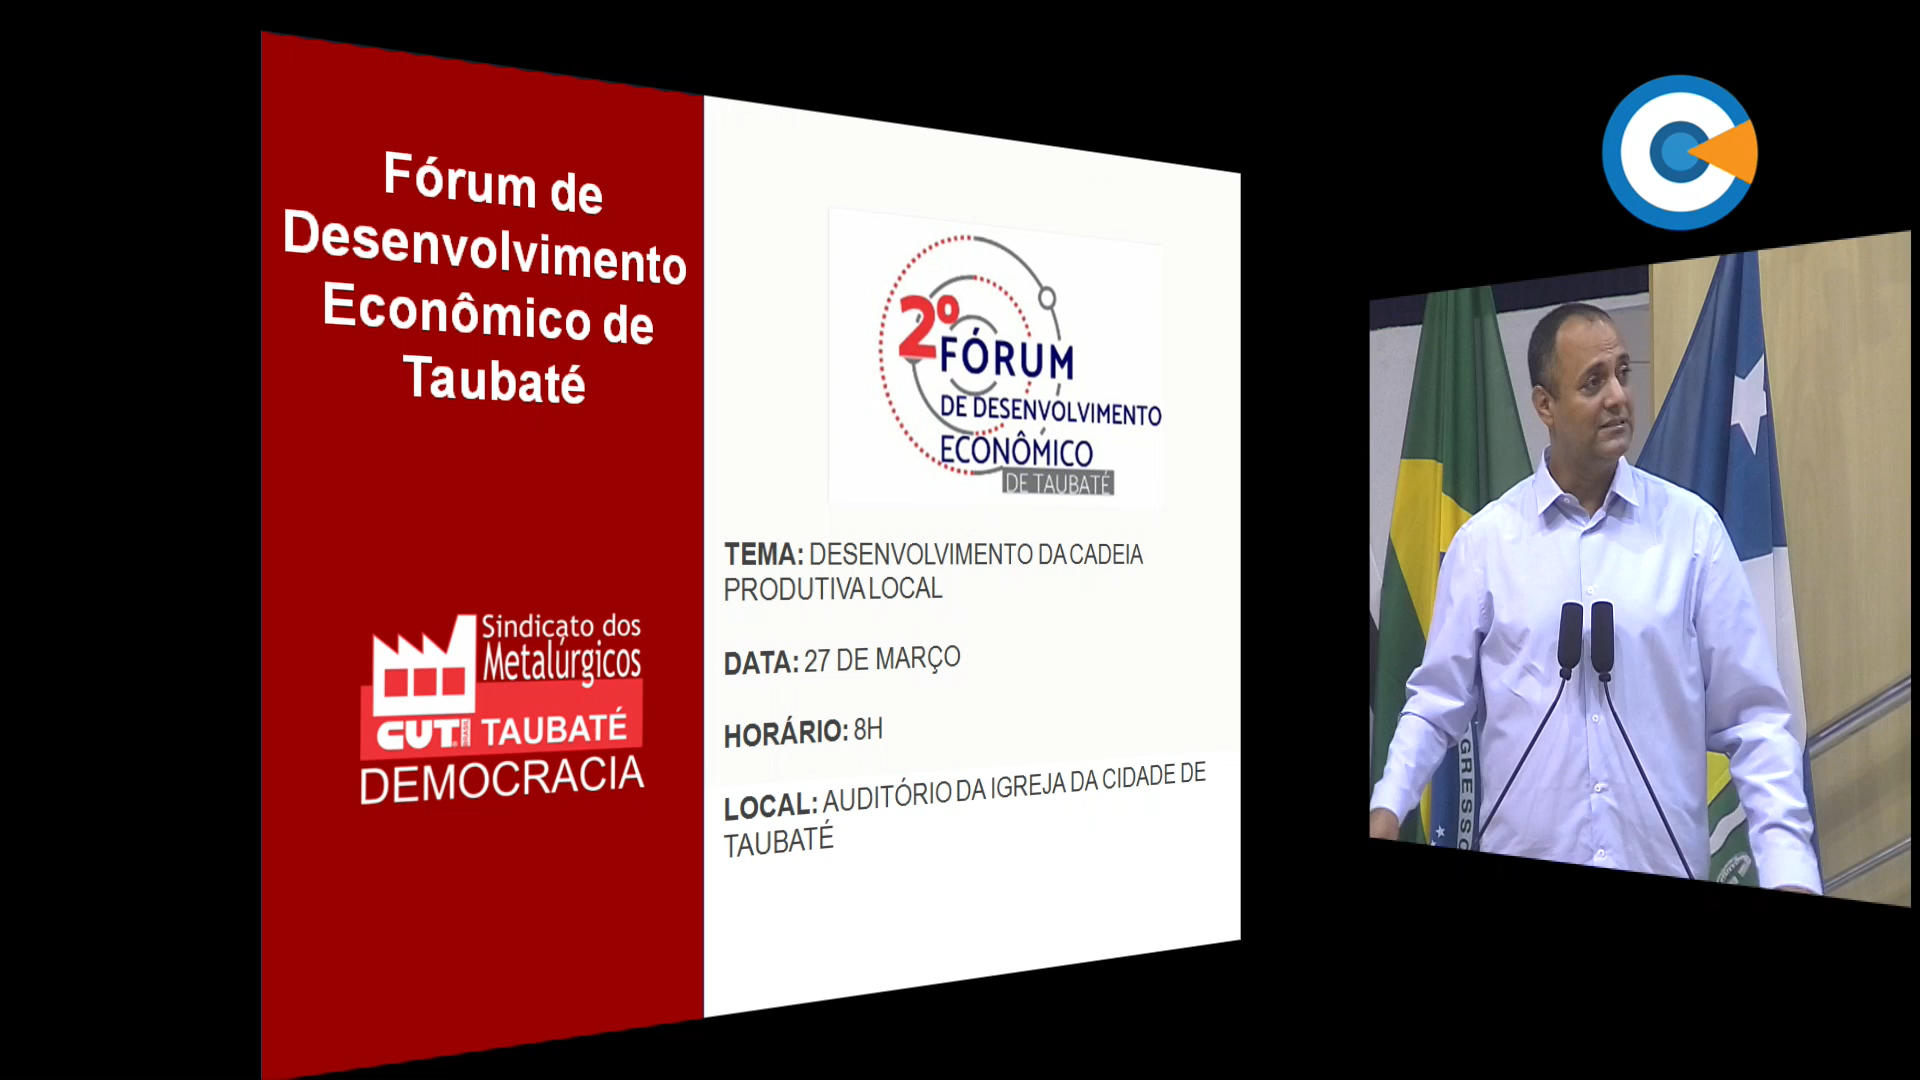 Fórum de
Desenvolvimento
Econômico de
Taubaté
Sindicato dos
Metalúrgicos
CUT BRASIL TAUBATÉ
DEMOCRACIA
2º
FÓRUM
DE DESENVOLVIMENTO
ECONÔMICO
DE TAUBATÉ
TEMA: DESENVOLVIMENTO DA CADEIA
PRODUTIVA LOCAL
DATA: 27 DE MARÇO
HORÁRIO: 8H
LOCAL: AUDITÓRIO DA IGREJA DA CIDADE DE
TAUBATÉ
GRESSO